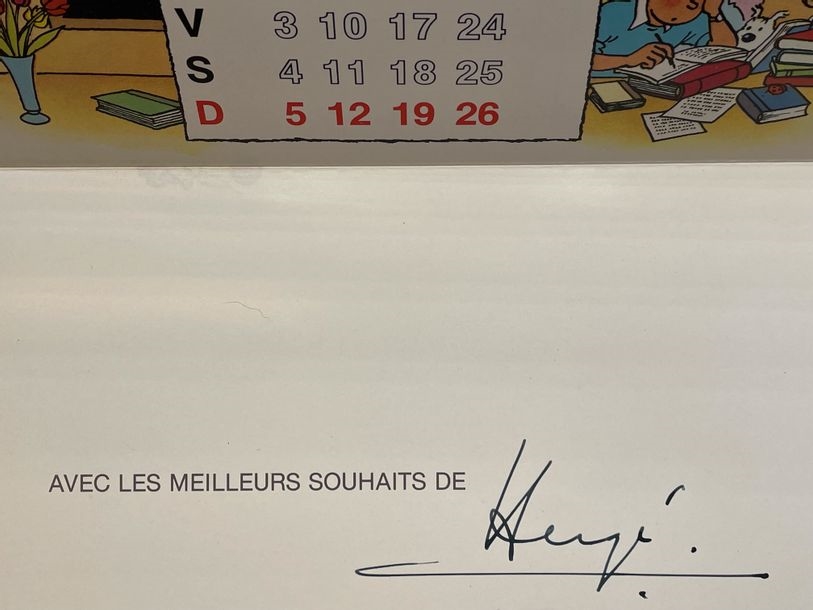 V 3 10 17 24
S 4 11 18 25
D 5 12 19 26
AVEC LES MEILLEURS SOUHAITS DE Hergé.